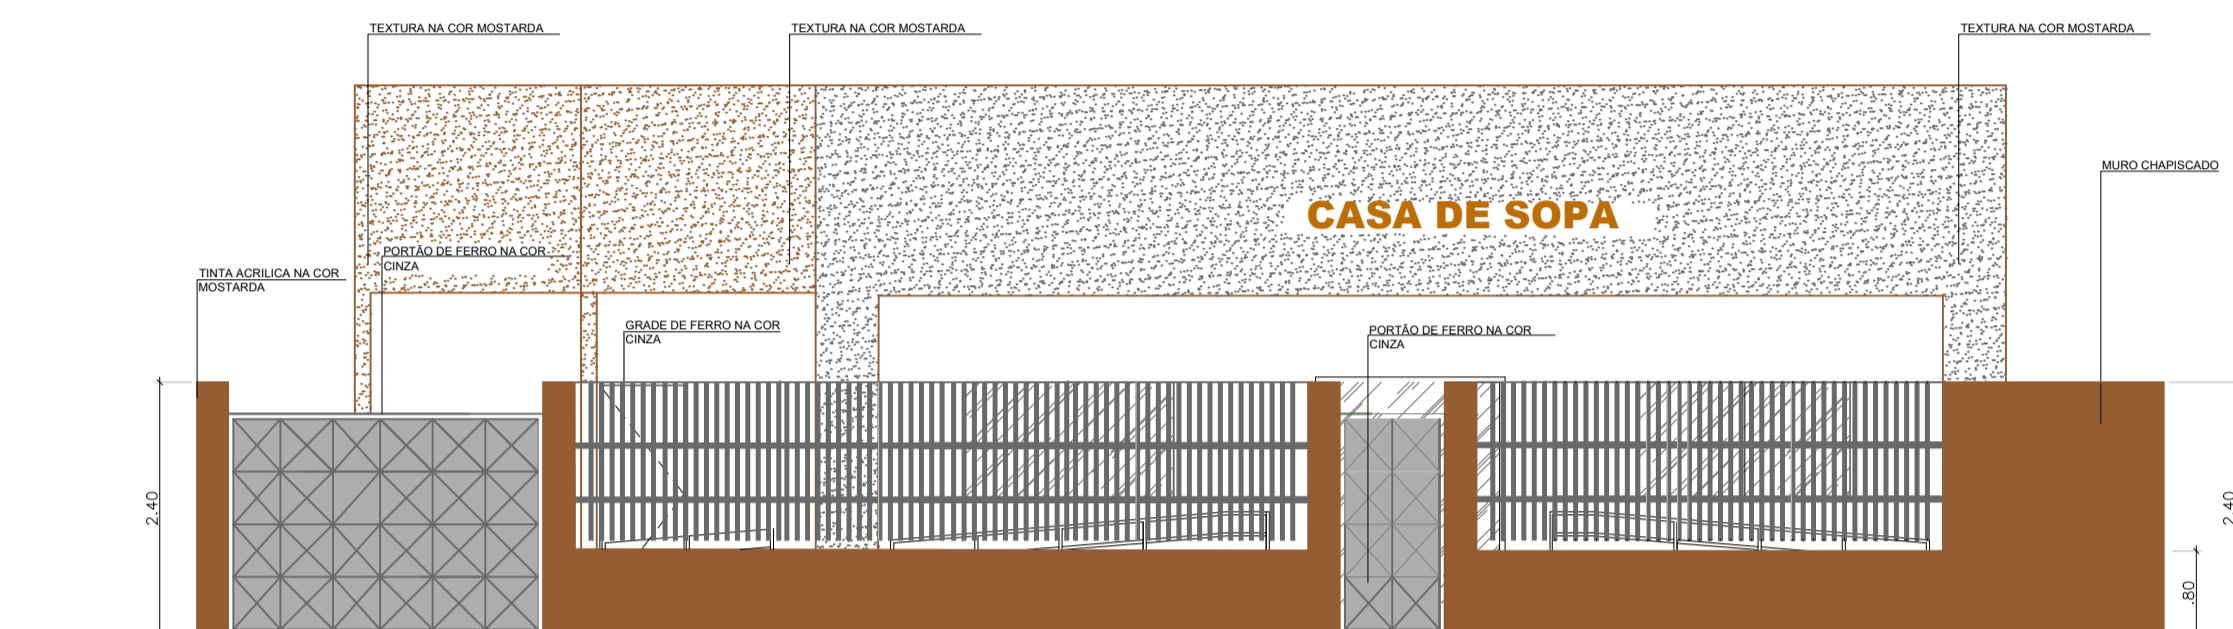 TEXTURA NA COR MOSTARDA
TEXTURA NA COR MOSTARDA
TEXTURA NA COR MOSTARDA
MURO CHAPISCADO
CASA DE SOPA
PORTÃO DE FERRO NA COR
CINZA
TINTA ACRILICA NA COR
MOSTARDA
GRADE DE FERRO NA COR
CINZA
PORTÃO DE FERRO NA COR
CINZA
2.40
2.40
.80